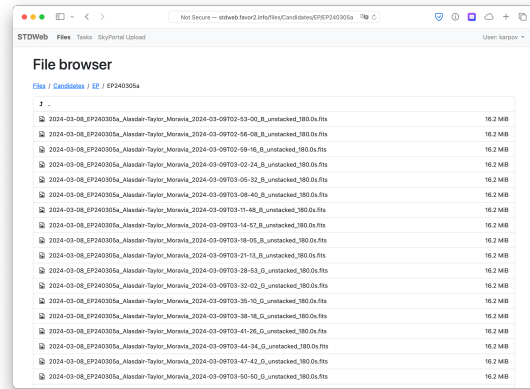 Not Secure — stdweb.favor2.info/files/Candidates/EP/EP240305a
STDWeb Files Tasks SkyPortal Upload User: karpov
File browser
Files / Candidates / EP / EP240305a
..
2024-03-08_EP240305a_Alasdair-Taylor_Moravia_2024-03-09T02-53-00_B_unstacked_180.0s.fits 16.2 MiB
2024-03-08_EP240305a_Alasdair-Taylor_Moravia_2024-03-09T02-56-08_B_unstacked_180.0s.fits 16.2 MiB
2024-03-08_EP240305a_Alasdair-Taylor_Moravia_2024-03-09T02-59-16_B_unstacked_180.0s.fits 16.2 MiB
2024-03-08_EP240305a_Alasdair-Taylor_Moravia_2024-03-09T03-02-24_B_unstacked_180.0s.fits 16.2 MiB
2024-03-08_EP240305a_Alasdair-Taylor_Moravia_2024-03-09T03-05-32_B_unstacked_180.0s.fits 16.2 MiB
2024-03-08_EP240305a_Alasdair-Taylor_Moravia_2024-03-09T03-08-40_B_unstacked_180.0s.fits 16.2 MiB
2024-03-08_EP240305a_Alasdair-Taylor_Moravia_2024-03-09T03-11-48_B_unstacked_180.0s.fits 16.2 MiB
2024-03-08_EP240305a_Alasdair-Taylor_Moravia_2024-03-09T03-14-57_B_unstacked_180.0s.fits 16.2 MiB
2024-03-08_EP240305a_Alasdair-Taylor_Moravia_2024-03-09T03-18-05_B_unstacked_180.0s.fits 16.2 MiB
2024-03-08_EP240305a_Alasdair-Taylor_Moravia_2024-03-09T03-21-13_B_unstacked_180.0s.fits 16.2 MiB
2024-03-08_EP240305a_Alasdair-Taylor_Moravia_2024-03-09T03-28-53_G_unstacked_180.0s.fits 16.2 MiB
2024-03-08_EP240305a_Alasdair-Taylor_Moravia_2024-03-09T03-32-02_G_unstacked_180.0s.fits 16.2 MiB
2024-03-08_EP240305a_Alasdair-Taylor_Moravia_2024-03-09T03-35-10_G_unstacked_180.0s.fits 16.2 MiB
2024-03-08_EP240305a_Alasdair-Taylor_Moravia_2024-03-09T03-38-18_G_unstacked_180.0s.fits 16.2 MiB
2024-03-08_EP240305a_Alasdair-Taylor_Moravia_2024-03-09T03-41-26_G_unstacked_180.0s.fits 16.2 MiB
2024-03-08_EP240305a_Alasdair-Taylor_Moravia_2024-03-09T03-44-34_G_unstacked_180.0s.fits 16.2 MiB
2024-03-08_EP240305a_Alasdair-Taylor_Moravia_2024-03-09T03-47-42_G_unstacked_180.0s.fits 16.2 MiB
2024-03-08_EP240305a_Alasdair-Taylor_Moravia_2024-03-09T03-50-50_G_unstacked_180.0s.fits 16.2 MiB